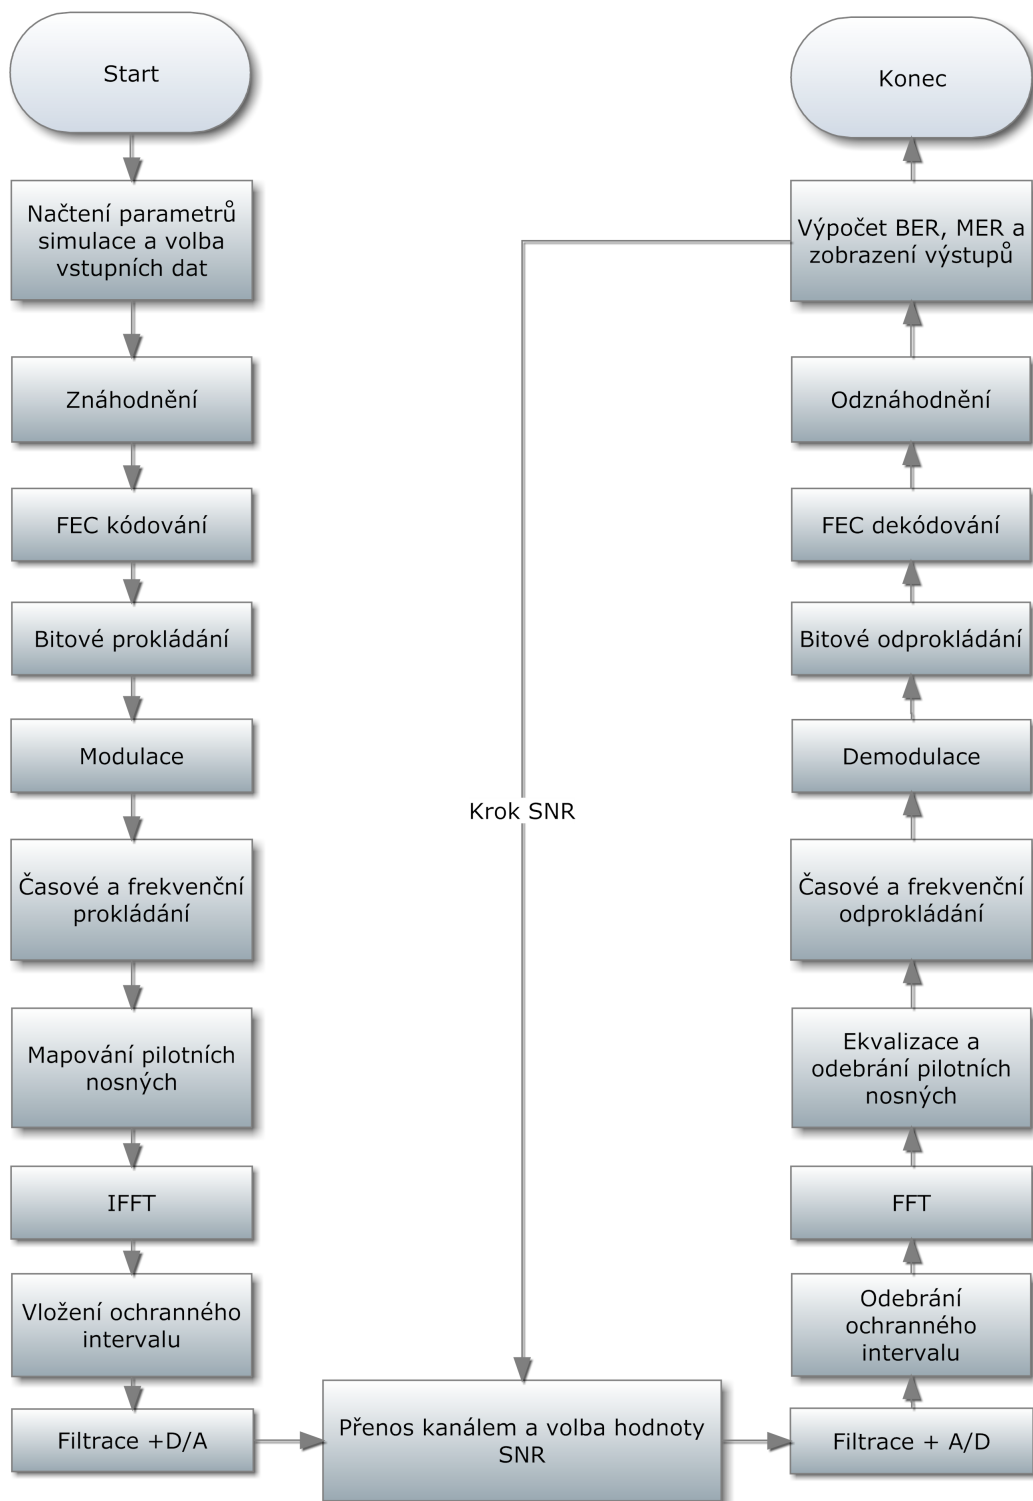 Start
Načtení parametrů
simulace a volba
vstupních dat
Znáhodnění
FEC kódování
Bitové prokládání
Modulace
Časové a frekvenční
prokládání
Mapování pilotních
nosných
IFFT
Vložení ochranného
intervalu
Filtrace +D/A
Přenos kanálem a volba hodnoty
SNR
Krok SNR
Filtrace + A/D
Odebrání
ochranného
intervalu
FFT
Ekvalizace a
odebrání pilotních
nosných
Časové a frekvenční
odprokládání
Demodulace
Bitové odprokládání
FEC dekódování
Odznáhodnění
Výpočet BER, MER a
zobrazení výstupů
Konec